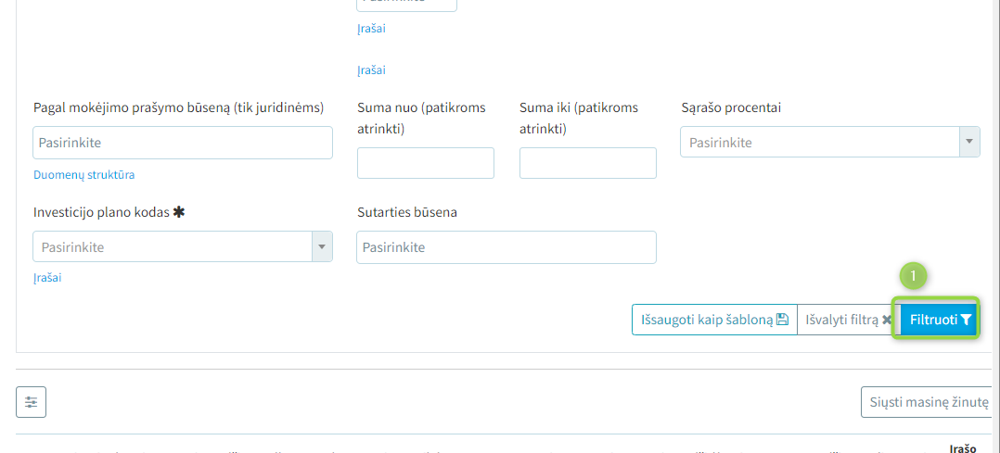 Įrašai
Įrašai
Pagal mokėjimo prašymo būseną (tik juridinėms)
Suma nuo (patikroms
atrinkti)
Suma iki (patikroms
atrinkti)
Sąrašo procentai
Pasirinkite
Pasirinkite
Duomenų struktūra
Investicijo plano kodas ✱
Sutarties būsena
Pasirinkite
Pasirinkite
Įrašai
1
Išsaugoti kaip šabloną
Išvalyti filtrą
Filtruoti
Siųsti masinę žinutę
Įrašo